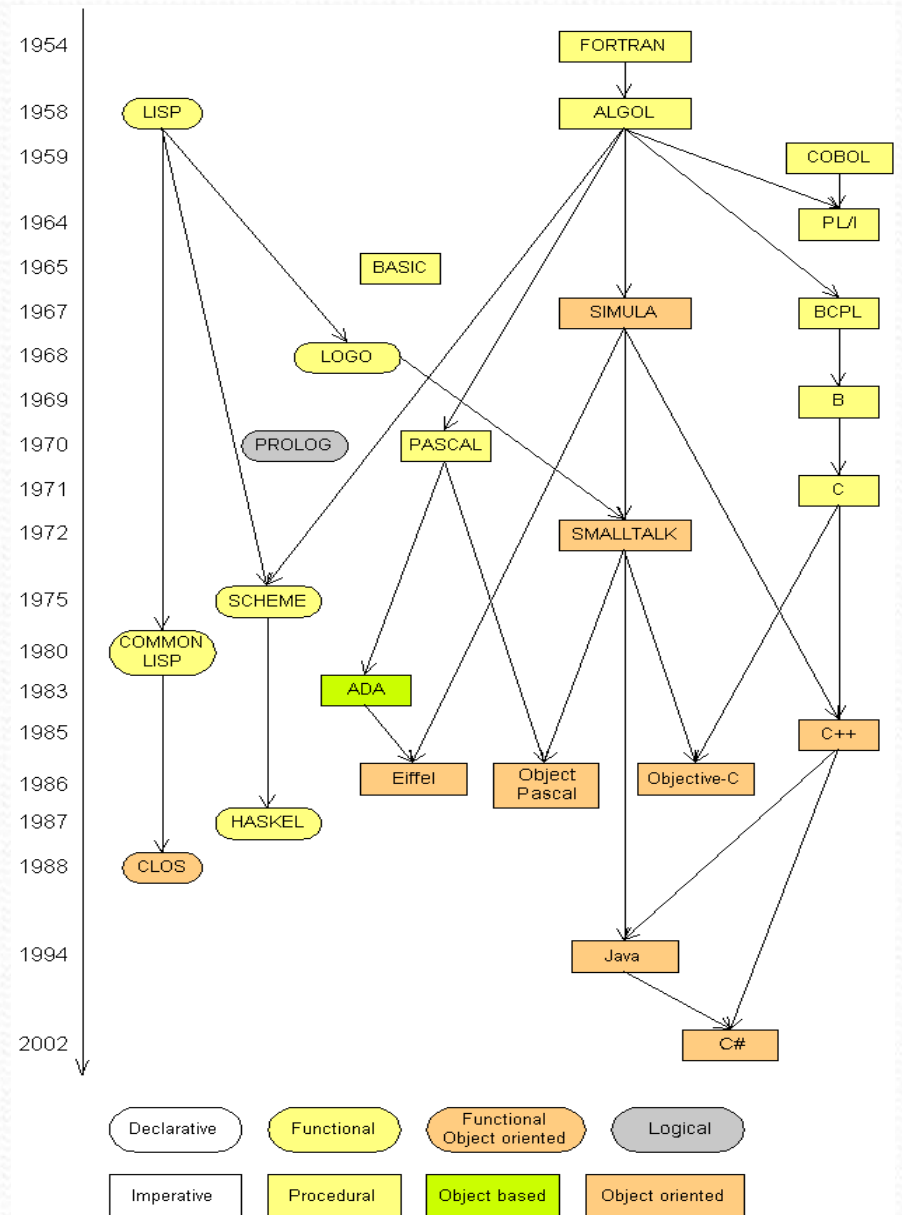 1954
FORTRAN
1958
LISP
ALGOL
1959
COBOL
1964
PL/I
1965
BASIC
1967
SIMULA
BCPL
1968
LOGO
1969
B
1970
PROLOG
PASCAL
1971
C
1972
SMALLTALK
1975
SCHEME
1980
COMMON
LISP
1983
ADA
1985
C++
1986
Eiffel
Object
Pascal
Objective-C
1987
HASKEL
1988
CLOS
1994
Java
2002
C#
Declarative
Functional
Functional
Object oriented
Logical
Imperative
Procedural
Object based
Object oriented